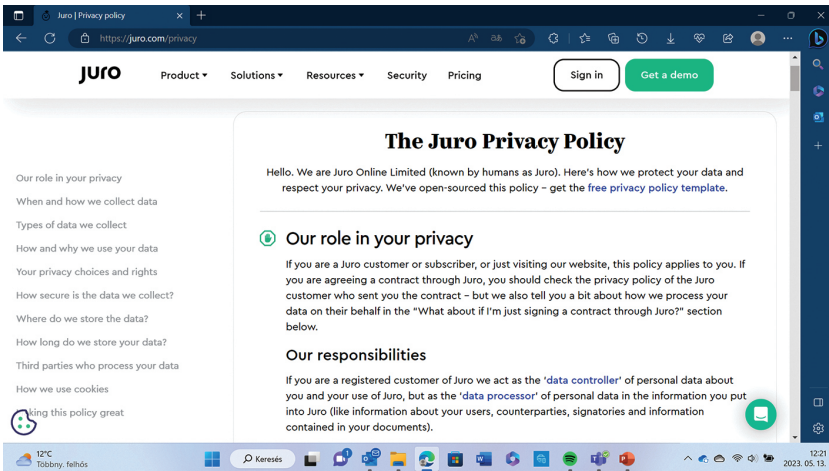 Juro | Privacy policy
https://juro.com/privacy
Juro
Product Solutions Resources Security Pricing Sign in Get a demo
The Juro Privacy Policy
Hello. We are Juro Online Limited (known by humans as Juro). Here's how we protect your data and
respect your privacy. We've open-sourced this policy – get the free privacy policy template.
Our role in your privacy
When and how we collect data
Types of data we collect
How and why we use your data
Your privacy choices and rights
How secure is the data we collect?
Where do we store the data?
How long do we store your data?
Third parties who process your data
How we use cookies
king this policy great
Our role in your privacy
If you are a Juro customer or subscriber, or just visiting our website, this policy applies to you. If
you are agreeing a contract through Juro, you should check the privacy policy of the Juro
customer who sent you the contract – but we also tell you a bit about how we process your
data on their behalf in the “What about if I'm just signing a contract through Juro?” section
below.
Our responsibilities
If you are a registered customer of Juro we act as the ‘data controller’ of personal data about
you and your use of Juro, but as the ‘data processor’ of personal data in the information you put
into Juro (like information about your users, counterparties, signatories and information
contained in your documents).
12°C
Többny. felhős
Keresés
12:21
2023. 05. 13.